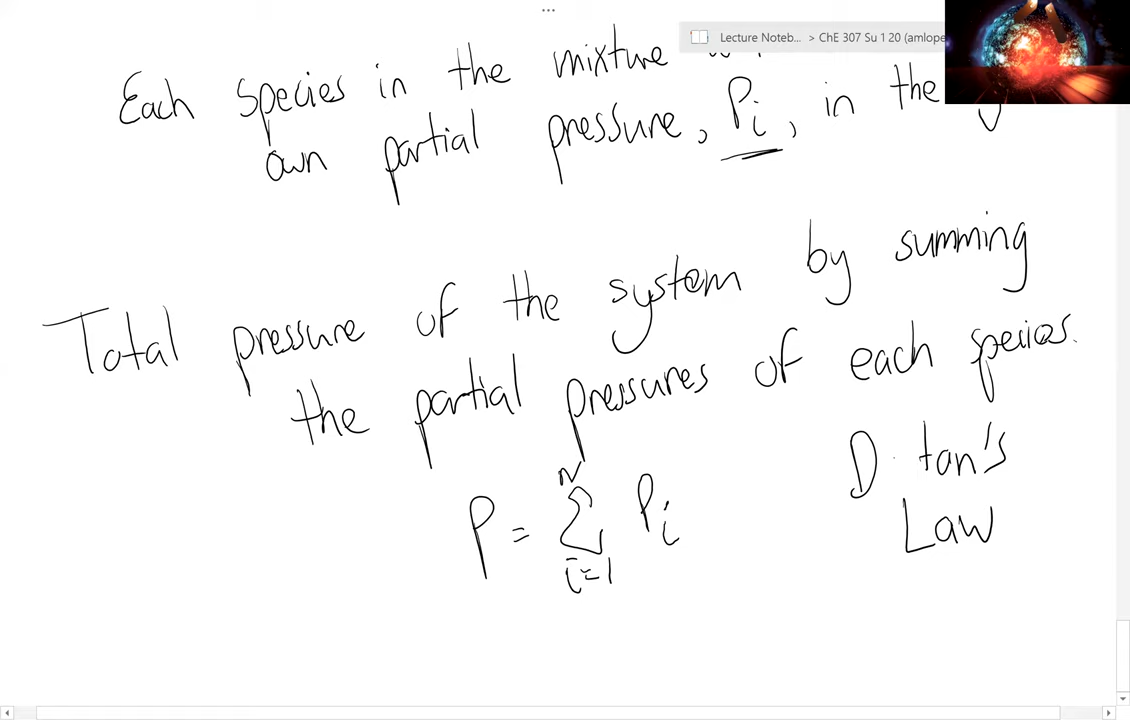 Lecture Noteb... > ChE 307 Su 1 20 (amlope
Each species in the mixture
own partial pressure, Pi, in the
Total pressure of the system by summing
the partial pressures of each species.
P = N Σ i=1 Pi
D tan's
Law